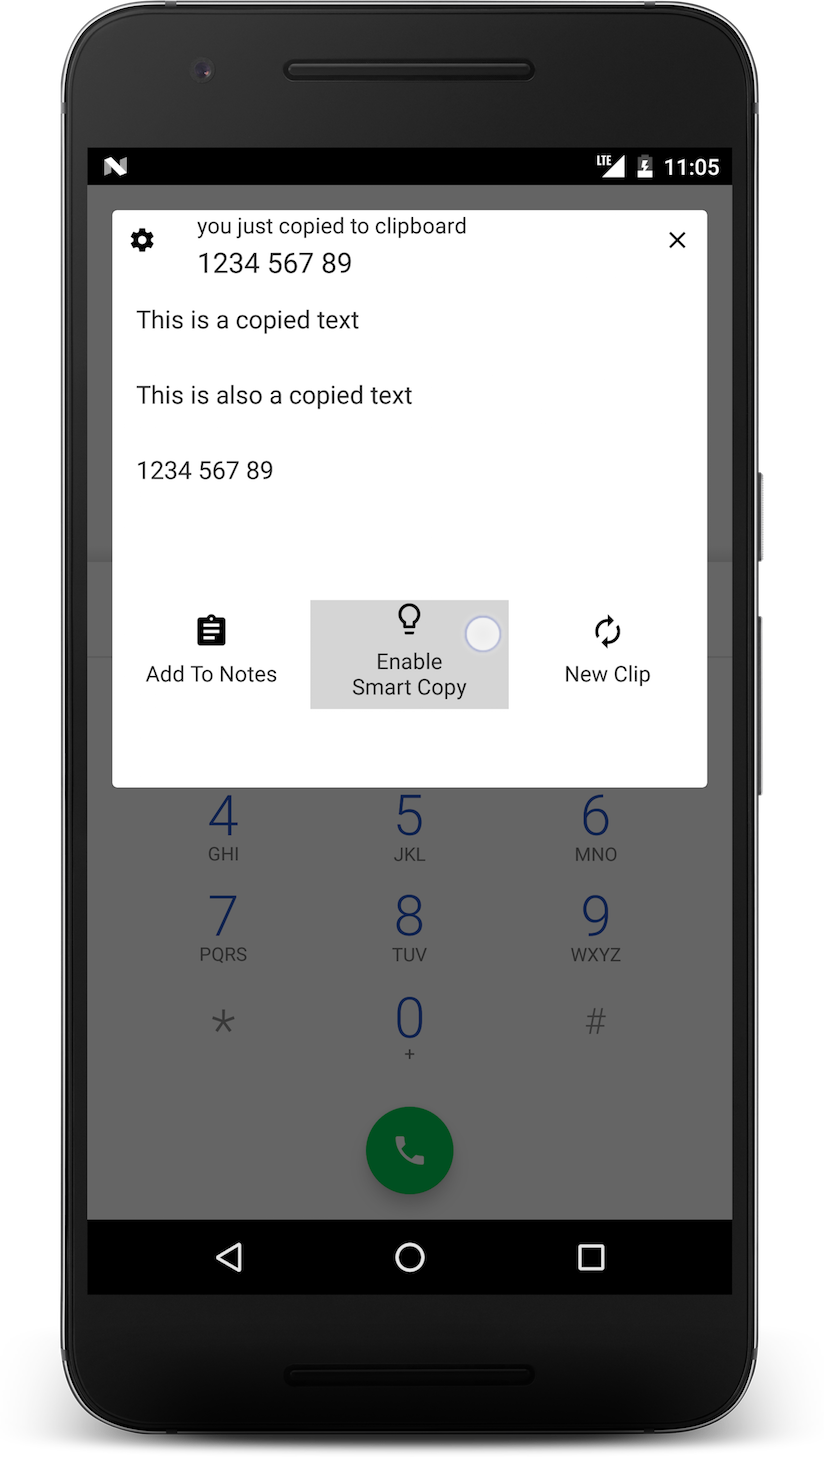 LTE 11:05
you just copied to clipboard
1234 567 89
This is a copied text
This is also a copied text
1234 567 89
Add To Notes
Enable
Smart Copy
New Clip
4 5 6
GHI JKL MNO
7 8 9
PQRS TUV WXYZ
* 0 #
+